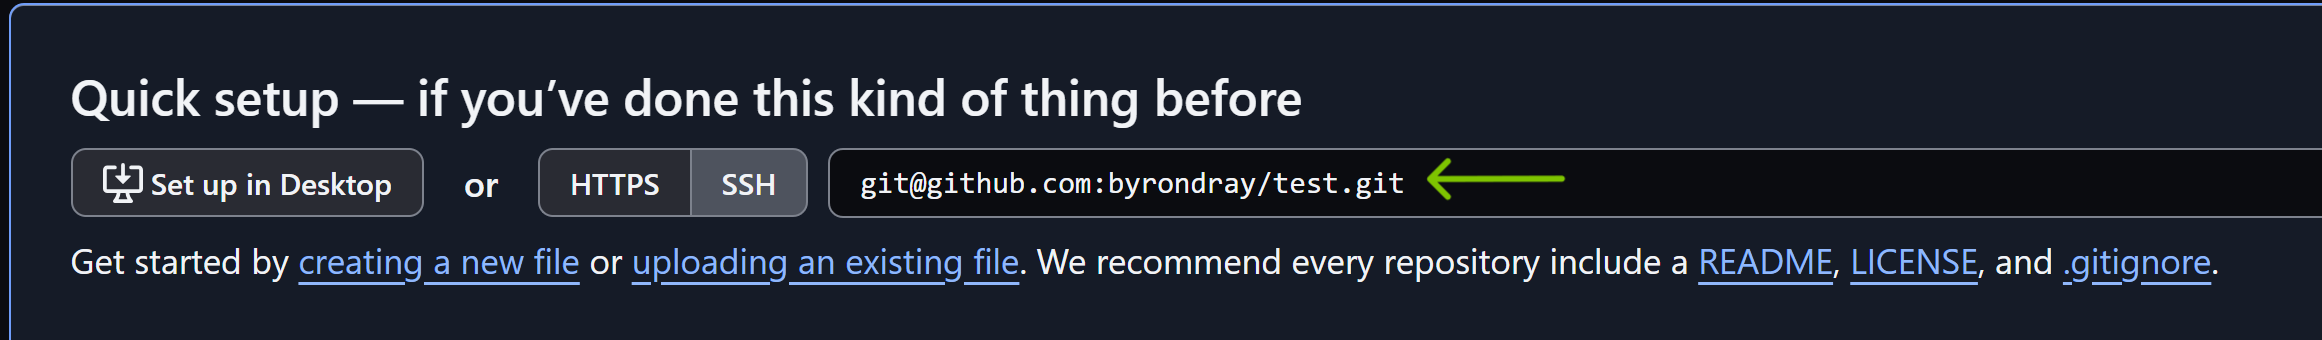 Quick setup — if you’ve done this kind of thing before
Set up in Desktop or HTTPS SSH git@github.com:byrondray/test.git
Get started by creating a new file or uploading an existing file. We recommend every repository include a README, LICENSE, and .gitignore.